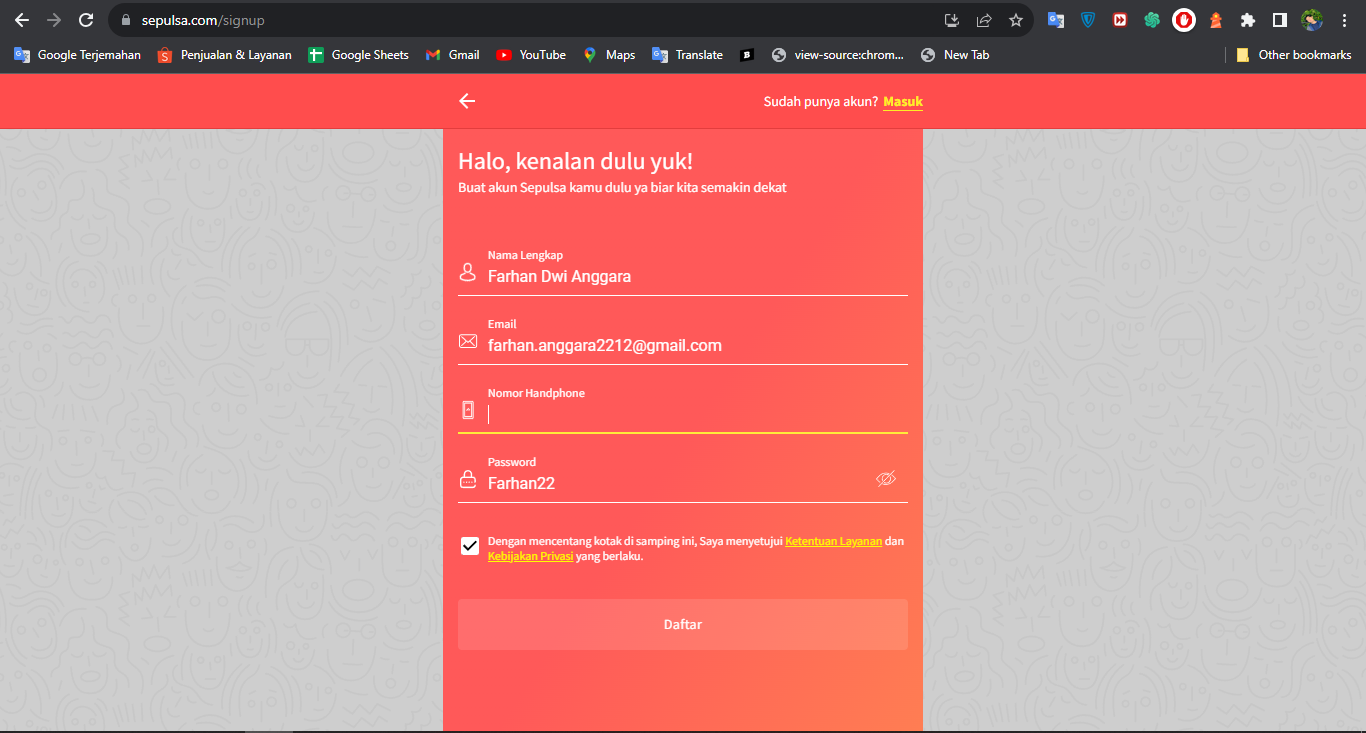 sepulsa.com/signup
Google Terjemahan Penjualan & Layanan Google Sheets Gmail YouTube Maps Translate view-source:chrom... New Tab Other bookmarks
Sudah punya akun? Masuk
Halo, kenalan dulu yuk!
Buat akun Sepulsa kamu dulu ya biar kita semakin dekat
Nama Lengkap
Farhan Dwi Anggara
Email
farhan.anggara2212@gmail.com
Nomor Handphone
Password
Farhan22
Dengan mencentang kotak di samping ini, Saya menyetujui Ketentuan Layanan dan
Kebijakan Privasi yang berlaku.
Daftar